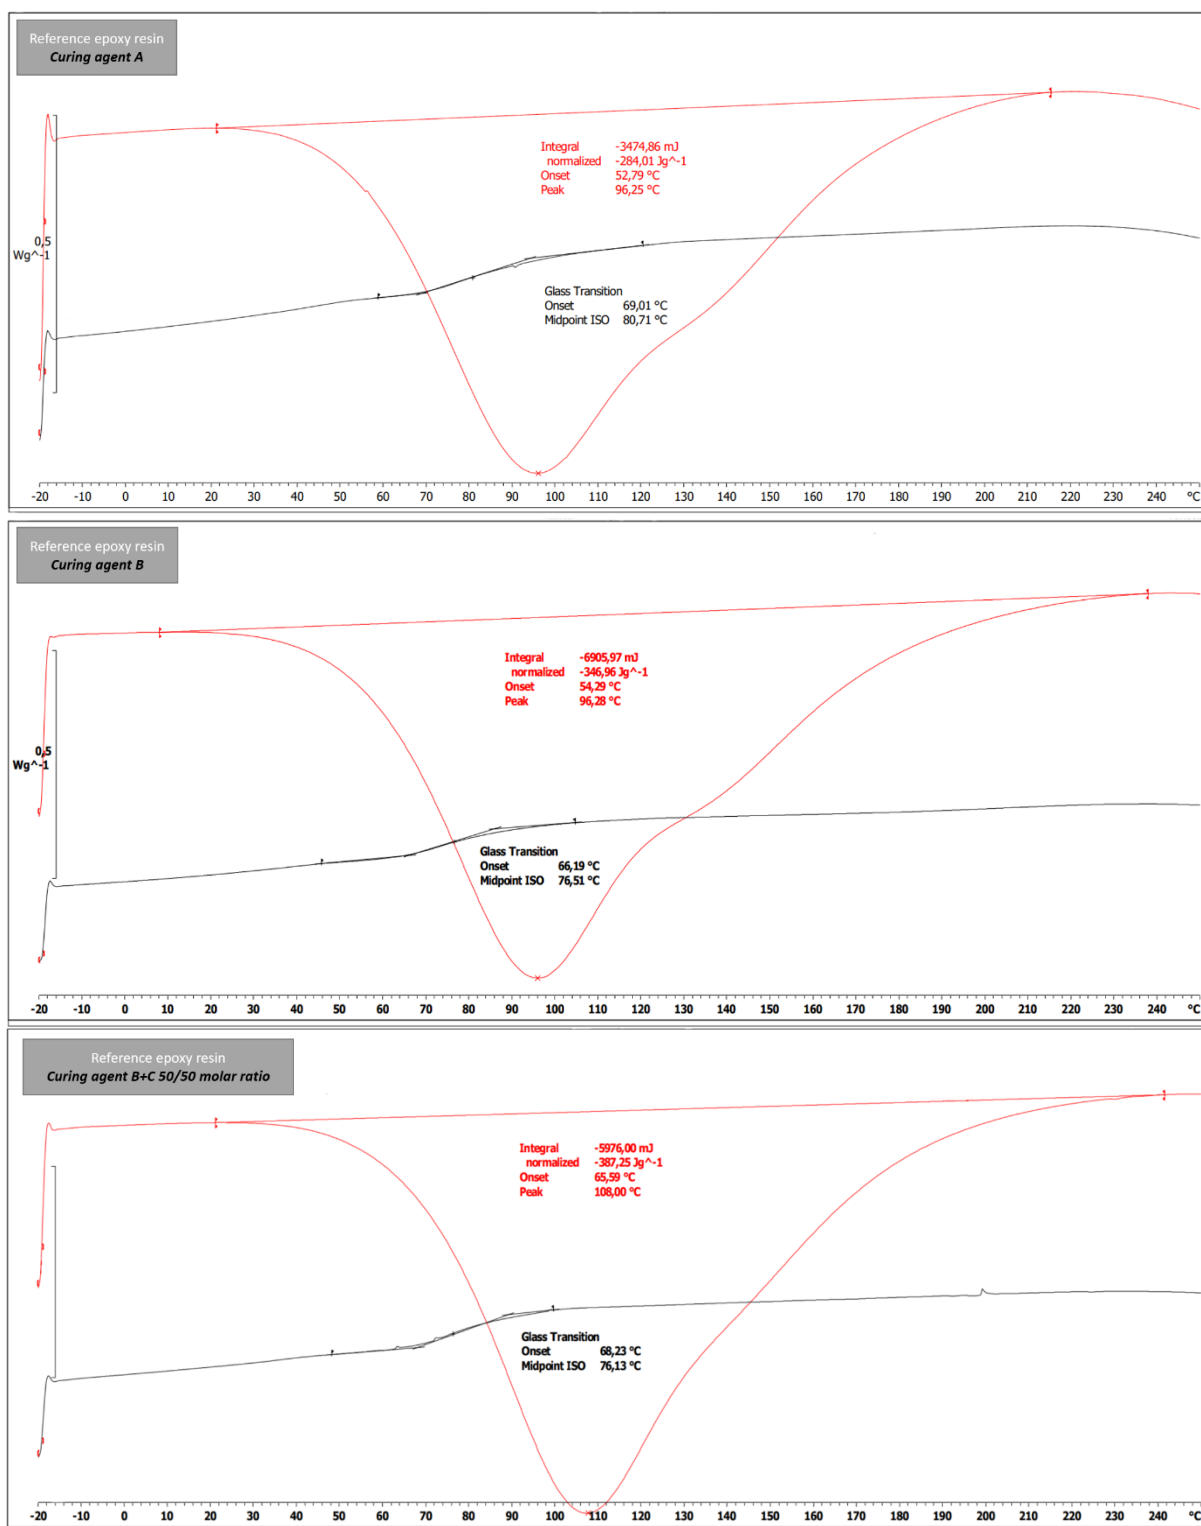 Reference epoxy resin
Curing agent A
Integral -3474,86 mJ
normalized -284,01 Jg^-1
Onset 52,79 °C
Peak 96,25 °C
0,5
Wg^-1
Glass Transition
Onset 69,01 °C
Midpoint ISO 80,71 °C
-20 -10 0 10 20 30 40 50 60 70 80 90 100 110 120 130 140 150 160 170 180 190 200 210 220 230 240 °C
Reference epoxy resin
Curing agent B
Integral -6905,97 mJ
normalized -346,96 Jg^-1
Onset 54,29 °C
Peak 96,28 °C
0,5
Wg^-1
Glass Transition
Onset 66,19 °C
Midpoint ISO 76,51 °C
-20 -10 0 10 20 30 40 50 60 70 80 90 100 110 120 130 140 150 160 170 180 190 200 210 220 230 240 °C
Reference epoxy resin
Curing agent B+C 50/50 molar ratio
Integral -5976,00 mJ
normalized -387,25 Jg^-1
Onset 65,59 °C
Peak 108,00 °C
Glass Transition
Onset 68,23 °C
Midpoint ISO 76,13 °C
-20 -10 0 10 20 30 40 50 60 70 80 90 100 110 120 130 140 150 160 170 180 190 200 210 220 230 240 °C